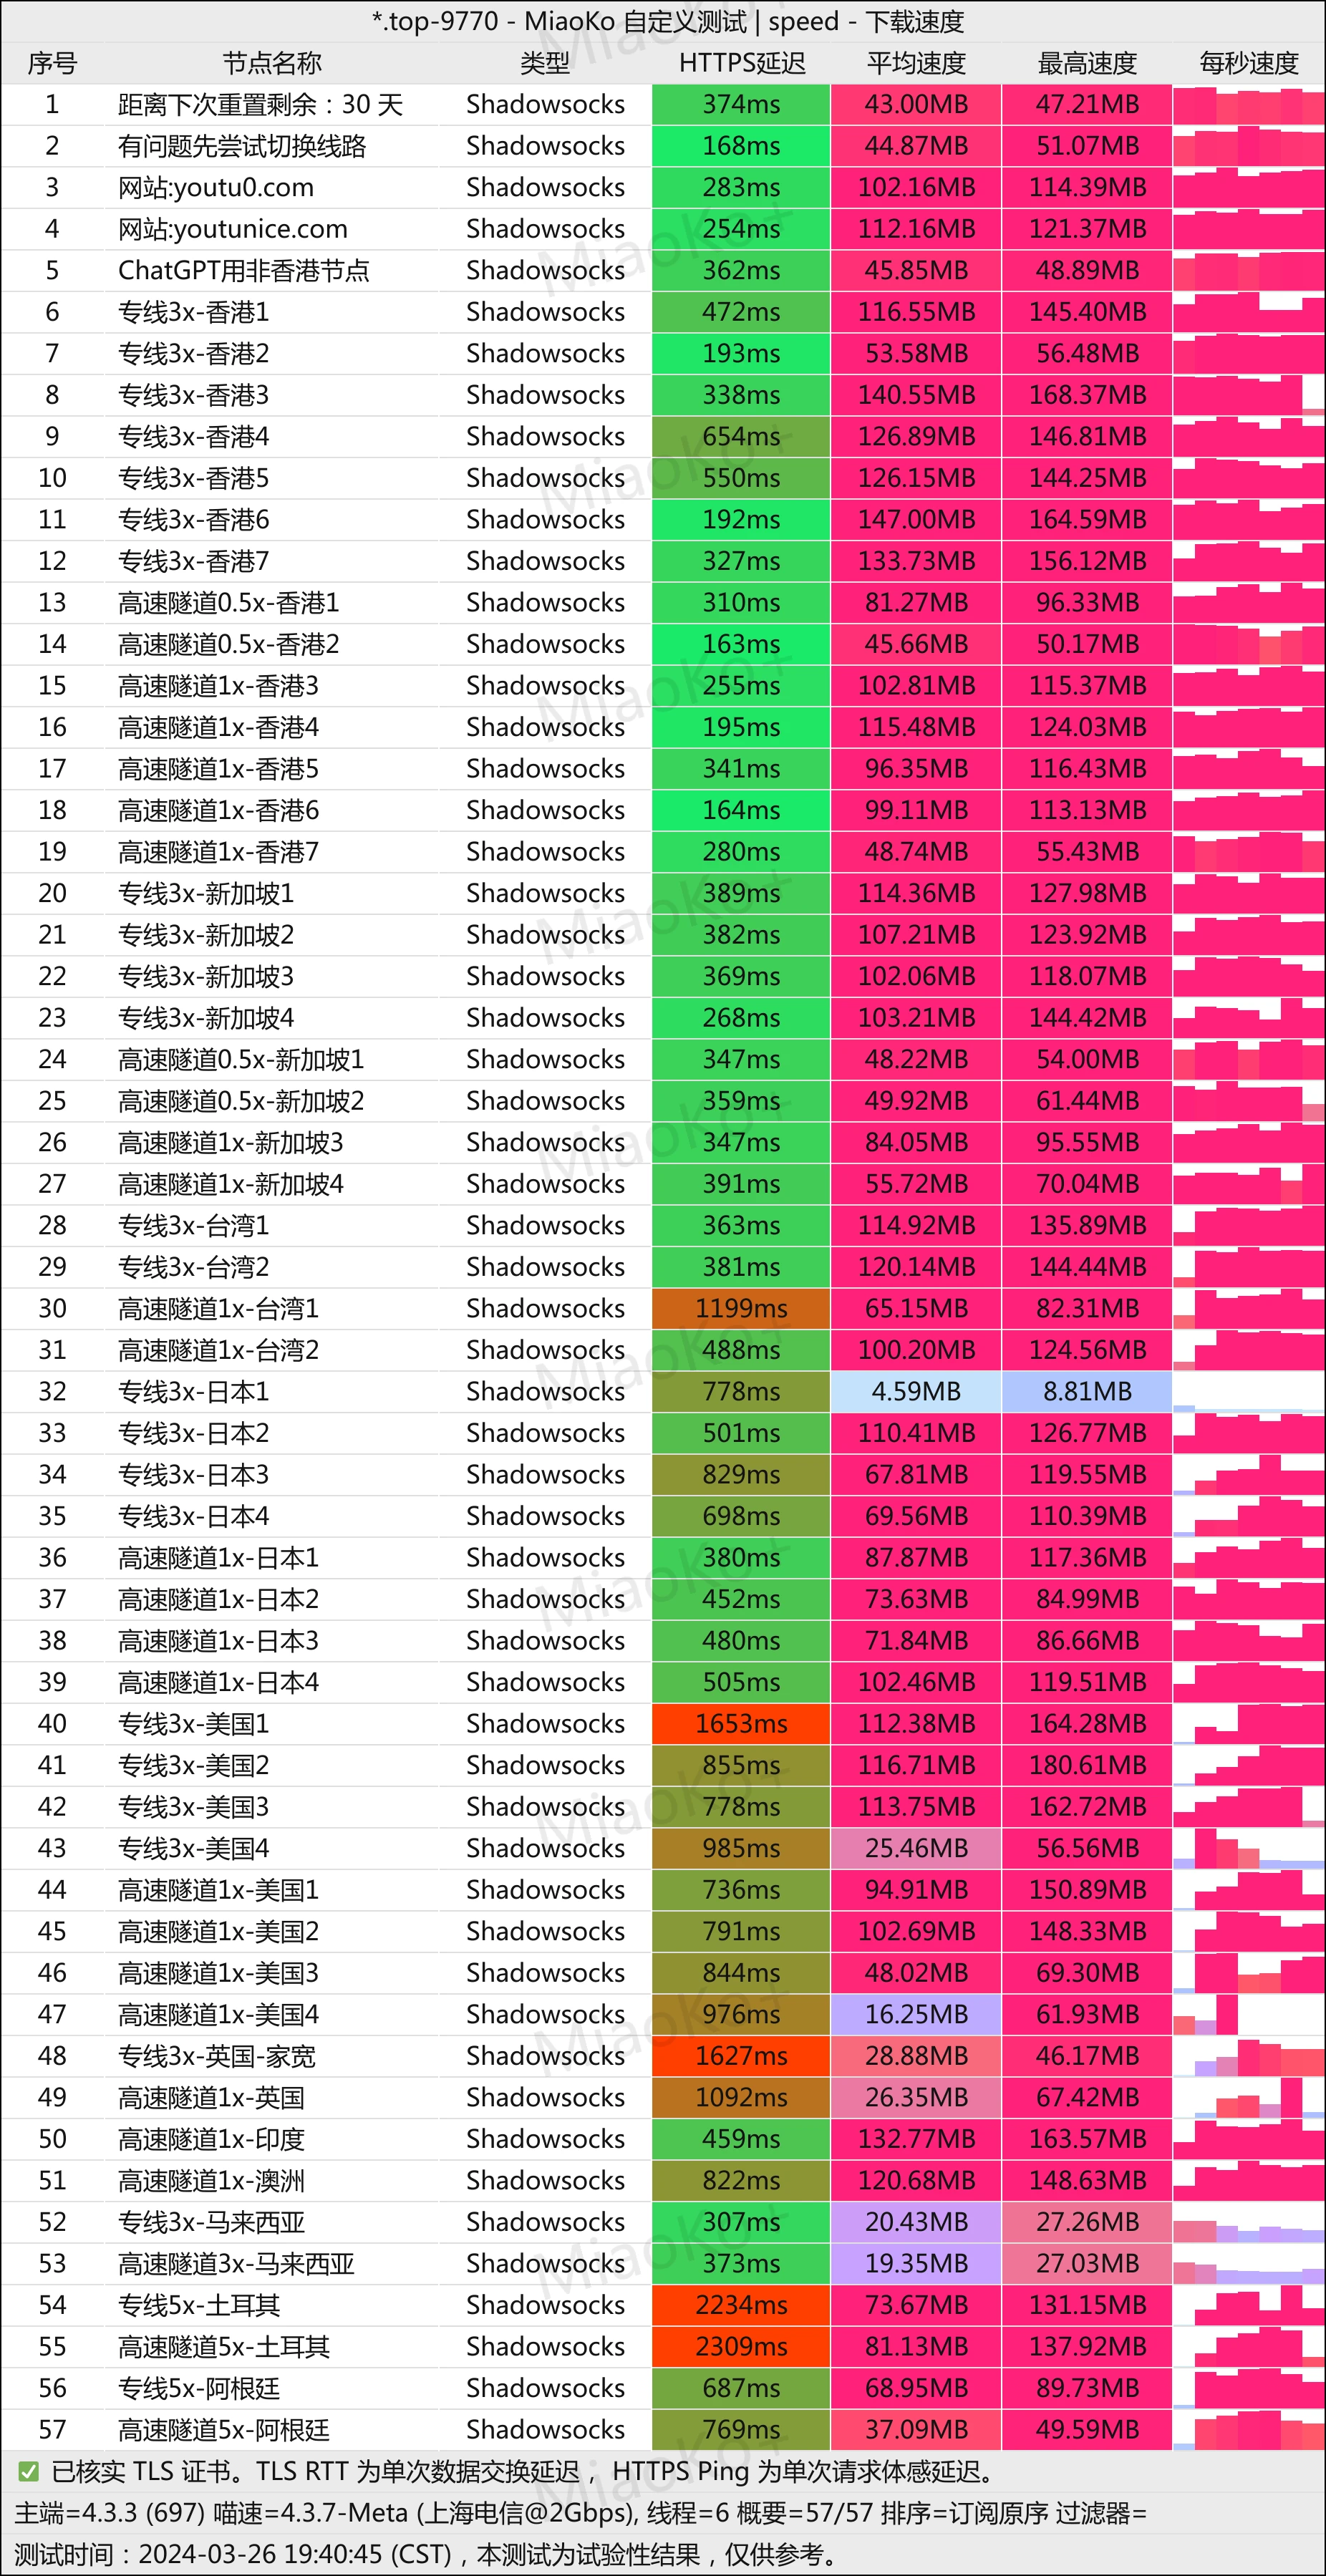 *.top-9770 - MiaoKo 自定义测试 | speed - 下载速度
序号 节点名称 类型 HTTPS延迟 平均速度 最高速度 每秒速度
1 距离下次重置剩余：30 天 Shadowsocks 374ms 43.00MB 47.21MB
2 有问题先尝试切换线路 Shadowsocks 168ms 44.87MB 51.07MB
3 网站:youtu0.com Shadowsocks 283ms 102.16MB 114.39MB
4 网站:youtunice.com Shadowsocks 254ms 112.16MB 121.37MB
5 ChatGPT用非香港节点 Shadowsocks 362ms 45.85MB 48.89MB
6 专线3x-香港1 Shadowsocks 472ms 116.55MB 145.40MB
7 专线3x-香港2 Shadowsocks 193ms 53.58MB 56.48MB
8 专线3x-香港3 Shadowsocks 338ms 140.55MB 168.37MB
9 专线3x-香港4 Shadowsocks 654ms 126.89MB 146.81MB
10 专线3x-香港5 Shadowsocks 550ms 126.15MB 144.25MB
11 专线3x-香港6 Shadowsocks 192ms 147.00MB 164.59MB
12 专线3x-香港7 Shadowsocks 327ms 133.73MB 156.12MB
13 高速隧道0.5x-香港1 Shadowsocks 310ms 81.27MB 96.33MB
14 高速隧道0.5x-香港2 Shadowsocks 163ms 45.66MB 50.17MB
15 高速隧道1x-香港3 Shadowsocks 255ms 102.81MB 115.37MB
16 高速隧道1x-香港4 Shadowsocks 195ms 115.48MB 124.03MB
17 高速隧道1x-香港5 Shadowsocks 341ms 96.35MB 116.43MB
18 高速隧道1x-香港6 Shadowsocks 164ms 99.11MB 113.13MB
19 高速隧道1x-香港7 Shadowsocks 280ms 48.74MB 55.43MB
20 专线3x-新加坡1 Shadowsocks 389ms 114.36MB 127.98MB
21 专线3x-新加坡2 Shadowsocks 382ms 107.21MB 123.92MB
22 专线3x-新加坡3 Shadowsocks 369ms 102.06MB 118.07MB
23 专线3x-新加坡4 Shadowsocks 268ms 103.21MB 144.42MB
24 高速隧道0.5x-新加坡1 Shadowsocks 347ms 48.22MB 54.00MB
25 高速隧道0.5x-新加坡2 Shadowsocks 359ms 49.92MB 61.44MB
26 高速隧道1x-新加坡3 Shadowsocks 347ms 84.05MB 95.55MB
27 高速隧道1x-新加坡4 Shadowsocks 391ms 55.72MB 70.04MB
28 专线3x-台湾1 Shadowsocks 363ms 114.92MB 135.89MB
29 专线3x-台湾2 Shadowsocks 381ms 120.14MB 144.44MB
30 高速隧道1x-台湾1 Shadowsocks 1199ms 65.15MB 82.31MB
31 高速隧道1x-台湾2 Shadowsocks 488ms 100.20MB 124.56MB
32 专线3x-日本1 Shadowsocks 778ms 4.59MB 8.81MB
33 专线3x-日本2 Shadowsocks 501ms 110.41MB 126.77MB
34 专线3x-日本3 Shadowsocks 829ms 67.81MB 119.55MB
35 专线3x-日本4 Shadowsocks 698ms 69.56MB 110.39MB
36 高速隧道1x-日本1 Shadowsocks 380ms 87.87MB 117.36MB
37 高速隧道1x-日本2 Shadowsocks 452ms 73.63MB 84.99MB
38 高速隧道1x-日本3 Shadowsocks 480ms 71.84MB 86.66MB
39 高速隧道1x-日本4 Shadowsocks 505ms 102.46MB 119.51MB
40 专线3x-美国1 Shadowsocks 1653ms 112.38MB 164.28MB
41 专线3x-美国2 Shadowsocks 855ms 116.71MB 180.61MB
42 专线3x-美国3 Shadowsocks 778ms 113.75MB 162.72MB
43 专线3x-美国4 Shadowsocks 985ms 25.46MB 56.56MB
44 高速隧道1x-美国1 Shadowsocks 736ms 94.91MB 150.89MB
45 高速隧道1x-美国2 Shadowsocks 791ms 102.69MB 148.33MB
46 高速隧道1x-美国3 Shadowsocks 844ms 48.02MB 69.30MB
47 高速隧道1x-美国4 Shadowsocks 976ms 16.25MB 61.93MB
48 专线3x-英国-家宽 Shadowsocks 1627ms 28.88MB 46.17MB
49 高速隧道1x-英国 Shadowsocks 1092ms 26.35MB 67.42MB
50 高速隧道1x-印度 Shadowsocks 459ms 132.77MB 163.57MB
51 高速隧道1x-澳洲 Shadowsocks 822ms 120.68MB 148.63MB
52 专线3x-马来西亚 Shadowsocks 307ms 20.43MB 27.26MB
53 高速隧道3x-马来西亚 Shadowsocks 373ms 19.35MB 27.03MB
54 专线5x-土耳其 Shadowsocks 2234ms 73.67MB 131.15MB
55 高速隧道5x-土耳其 Shadowsocks 2309ms 81.13MB 137.92MB
56 专线5x-阿根廷 Shadowsocks 687ms 68.95MB 89.73MB
57 高速隧道5x-阿根廷 Shadowsocks 769ms 37.09MB 49.59MB
✅ 已核实 TLS 证书。TLS RTT 为单次数据交换延迟， HTTPS Ping 为单次请求体感延迟。
主端=4.3.3 (697) 喵速=4.3.7-Meta (上海电信@2Gbps), 线程=6 概要=57/57 排序=订阅原序 过滤器=
测试时间：2024-03-26 19:40:45 (CST)，本测试为试验性结果，仅供参考。